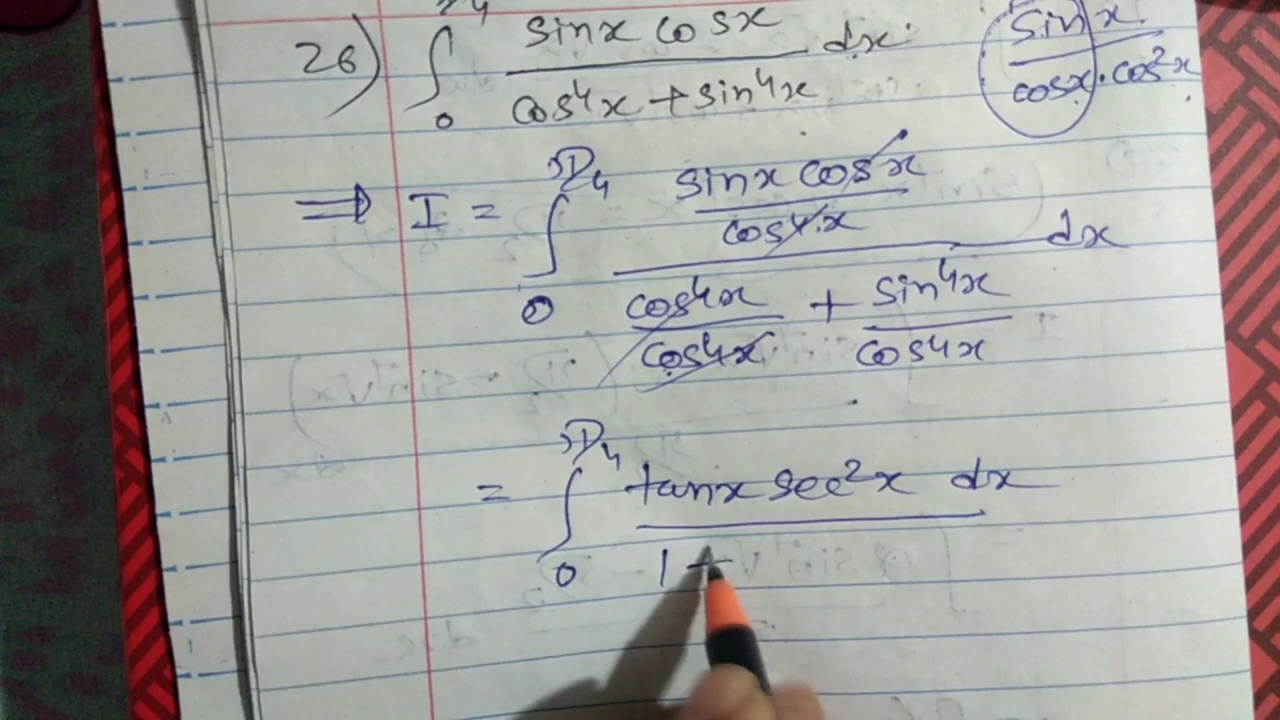 26) ∫₀^π/4 sinx cosx / cos⁴x + sin⁴x dx
sinx / cosx . cos²x
⇒ I = ∫₀^π/4 (sinx cosx / cos⁴x) / (cos⁴x / cos⁴x + sin⁴x / cos⁴x) dx
= ∫₀^π/4 tanx sec²x dx / 1 +